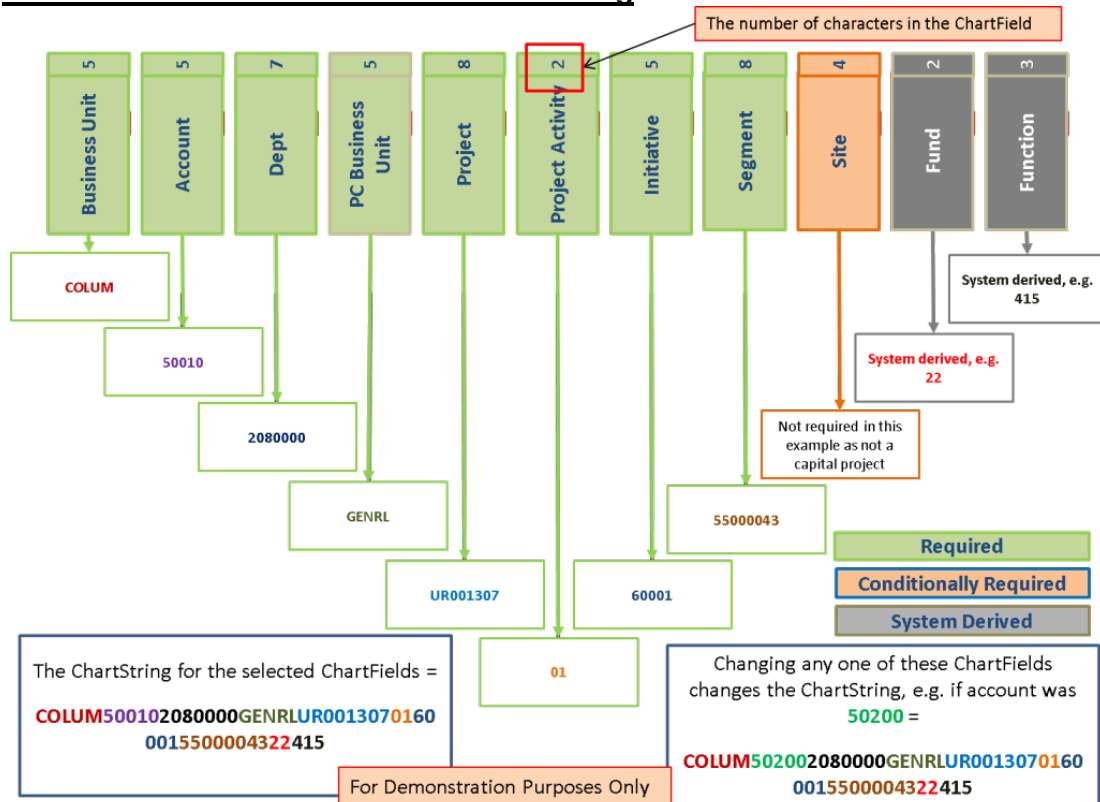 The number of characters in the ChartField
5
5
7
5
8
2
5
8
4
2
3
Business Unit
Account
Dept
PC Business
Unit
Project
Project Activity
Initiative
Segment
Site
Fund
Function
COLUM
50010
2080000
GENRL
UR001307
01
60001
55000043
Not required in this
example as not a
capital project
System derived, e.g.
22
System derived, e.g.
415
Required
Conditionally Required
System Derived
The ChartString for the selected ChartFields =
COLUM500102080000GENRLUR0013070160
0015500004322415
For Demonstration Purposes Only
Changing any one of these ChartFields
changes the ChartString, e.g. if account was
50200 =
COLUM502002080000GENRLUR0013070160
0015500004322415